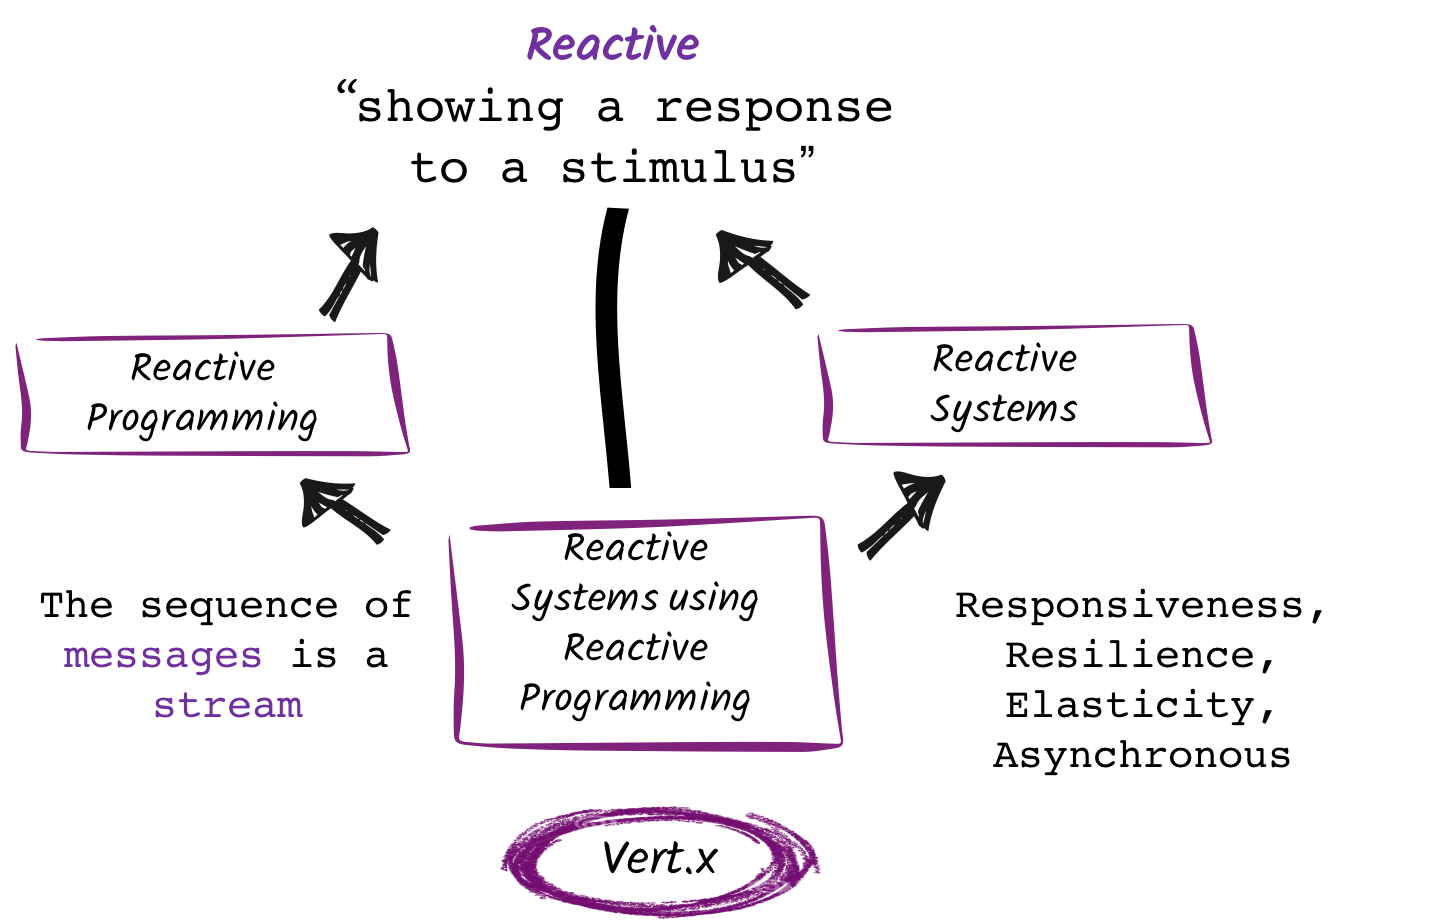 Reactive
“showing a response
to a stimulus”
Reactive
Programming
Reactive
Systems
Reactive
Systems using
Reactive
Programming
The sequence of
messages is a
stream
Responsiveness,
Resilience,
Elasticity,
Asynchronous
Vert.x